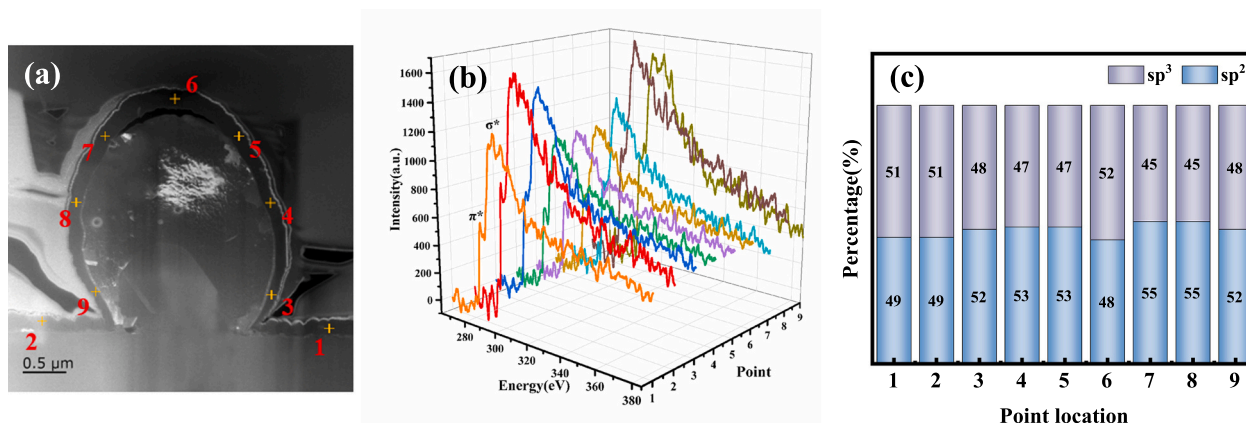 (a)
6
7
5
8
4
9
3
2
1
0.5 μm
(b)
1600
1400
1200
1000
800
600
400
200
0
Intensity(a.u.)
σ*
π*
280
300
320
340
360
380
Energy(eV)
1
2
3
4
5
6
7
8
9
Point
(c)
sp³ sp²
Percentage(%)
51 51 48 47 47 52 45 45 48
49 49 52 53 53 48 55 55 52
1 2 3 4 5 6 7 8 9
Point location